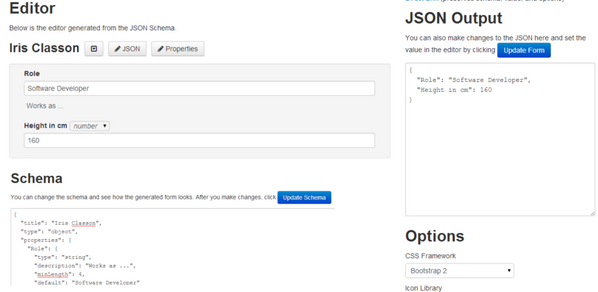 Editor
Below is the editor generated from the JSON Schema.
Iris Classon
JSON
Properties
Role
Software Developer
Works as ...
Height in cm number
160
Schema
You can change the schema and see how the generated form looks. After you make changes, click Update Schema
{
"title": "Iris Classon",
"type": "object",
"properties": {
"Role": {
"type": "string",
"description": "Works as ...",
"minLength": 4,
"default": "Software Developer"
JSON Output
You can also make changes to the JSON here and set the
value in the editor by clicking Update Form
{
"Role": "Software Developer",
"Height in cm": 160
}
Options
CSS Framework
Bootstrap 2
Icon Library